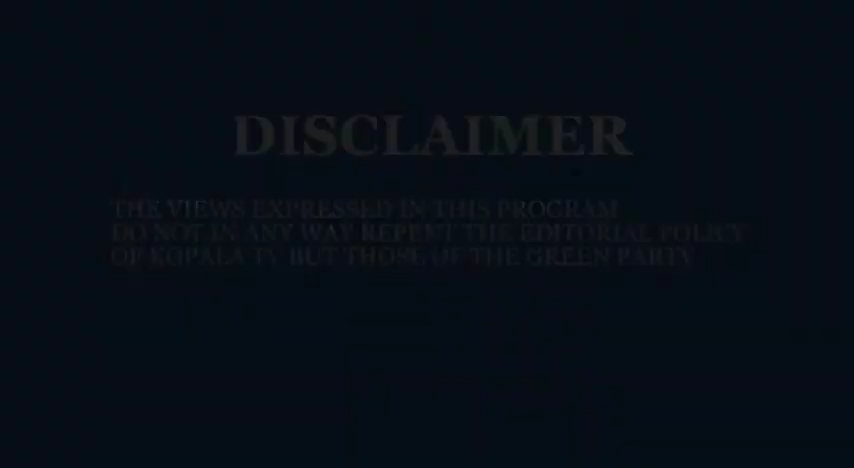 DISCLAIMER
THE VIEWS EXPRESSED IN THIS PROGRAM
DO NOT IN ANY WAY REPENT THE EDITORIAL POLICY
OF KOPALA TV BUT THOSE OF THE GREEN PARTY